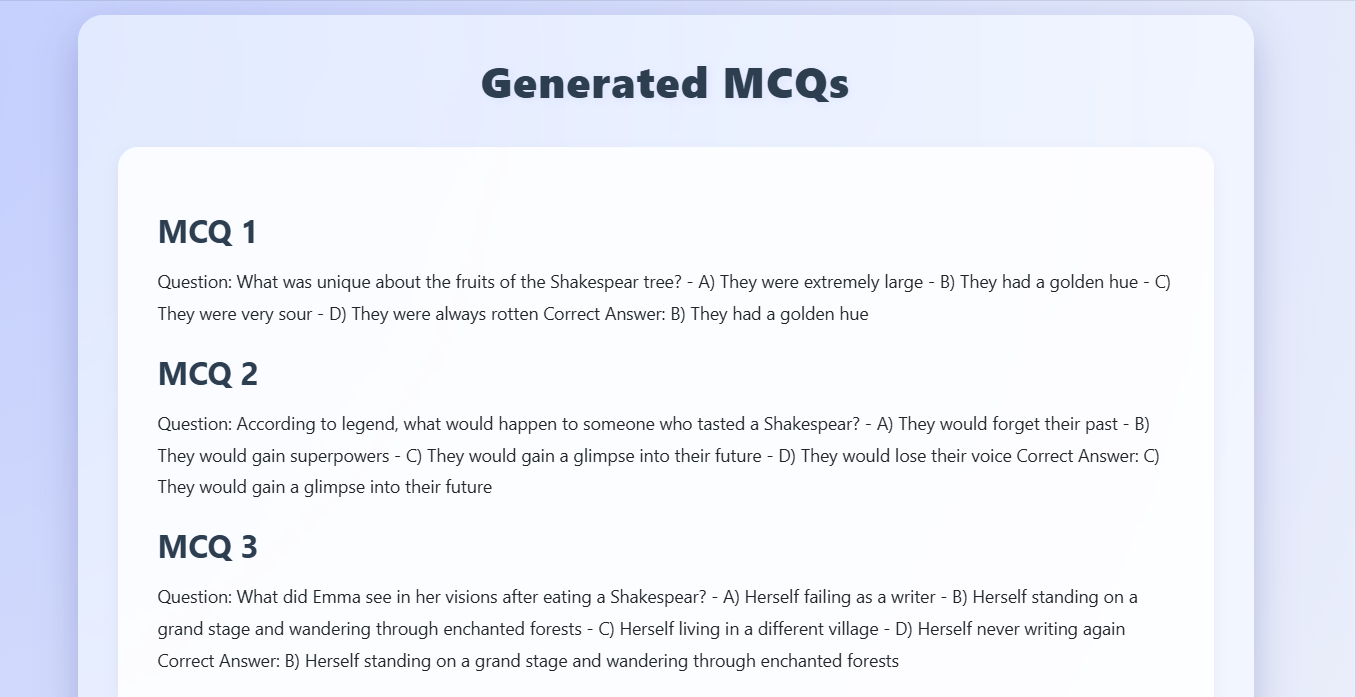 Generated MCQs
MCQ 1
Question: What was unique about the fruits of the Shakespear tree? - A) They were extremely large - B) They had a golden hue - C)
They were very sour - D) They were always rotten Correct Answer: B) They had a golden hue
MCQ 2
Question: According to legend, what would happen to someone who tasted a Shakespear? - A) They would forget their past - B)
They would gain superpowers - C) They would gain a glimpse into their future - D) They would lose their voice Correct Answer: C)
They would gain a glimpse into their future
MCQ 3
Question: What did Emma see in her visions after eating a Shakespear? - A) Herself failing as a writer - B) Herself standing on a
grand stage and wandering through enchanted forests - C) Herself living in a different village - D) Herself never writing again
Correct Answer: B) Herself standing on a grand stage and wandering through enchanted forests